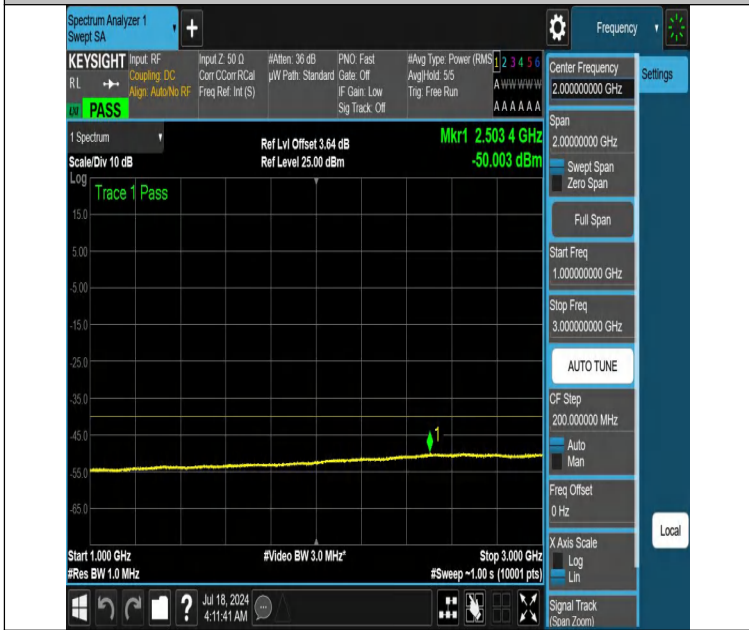 Spectrum Analyzer 1
Swept SA
Frequency
KEYSIGHT
RL
LXI
PASS
Input: RF
Coupling: DC
Align: Auto/No RF
Input Z: 50 Ω
Corr CCorr RCal
Freq Ref: Int (S)
#Atten: 36 dB
µW Path: Standard
PNO: Fast
Gate: Off
IF Gain: Low
Sig Track: Off
#Avg Type: Power (RMS
Avg|Hold: 5/5
Trig: Free Run
1 2 3 4 5 6
A W W W W W
A A A A A A
1 Spectrum
Scale/Div 10 dB
Log
Ref Lvl Offset 3.64 dB
Ref Level 25.00 dBm
Mkr1 2.503 4 GHz
-50.003 dBm
Trace 1 Pass
15.0
5.00
-5.00
-15.0
-25.0
-35.0
-45.0
-55.0
-65.0
1
Start 1.000 GHz
#Res BW 1.0 MHz
#Video BW 3.0 MHz*
Stop 3.000 GHz
#Sweep ~1.00 s (10001 pts)
Jul 18, 2024
4:11:41 AM
?
Center Frequency
2.000000000 GHz
Settings
Span
2.00000000 GHz
Swept Span
Zero Span
Full Span
Start Freq
1.000000000 GHz
Stop Freq
3.000000000 GHz
AUTO TUNE
CF Step
200.000000 MHz
Auto
Man
Freq Offset
0 Hz
X Axis Scale
Log
Lin
Local
Signal Track
(Span Zoom)